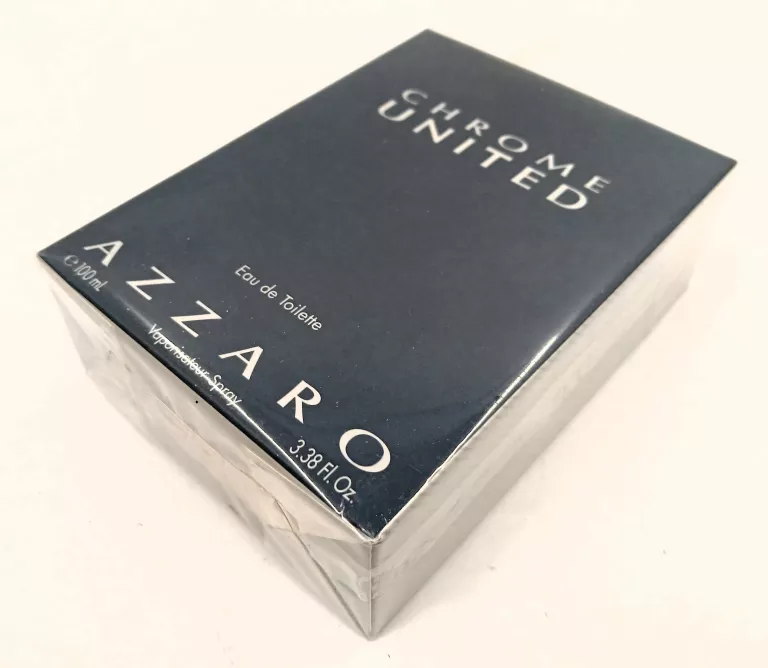 CHROME
UNITED
Eau de Toilette
AZZARO
℮ 100 mL
Vaporisateur Spray
3.38 Fl. Oz.